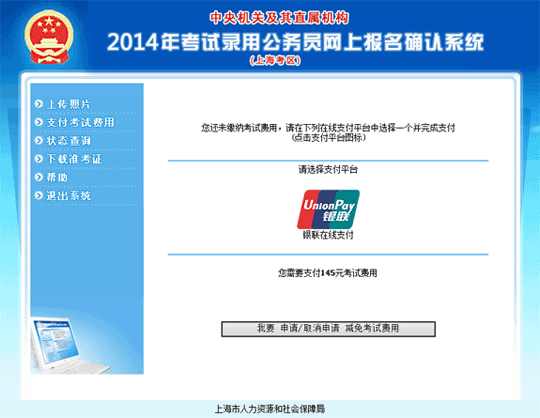 中央机关及其直属机构
2014年考试录用公务员网上报名确认系统
(上海考区)
上传照片
支付考试费用
状态查询
下载准考证
帮助
退出系统
您还未缴纳考试费用，请在下列在线支付平台中选择一个并完成支付
(点击支付平台图标)
请选择支付平台
UnionPay
银联
银联在线支付
您需要支付145元考试费用
我要 申请/取消申请 减免考试费用
上海市人力资源和社会保障局